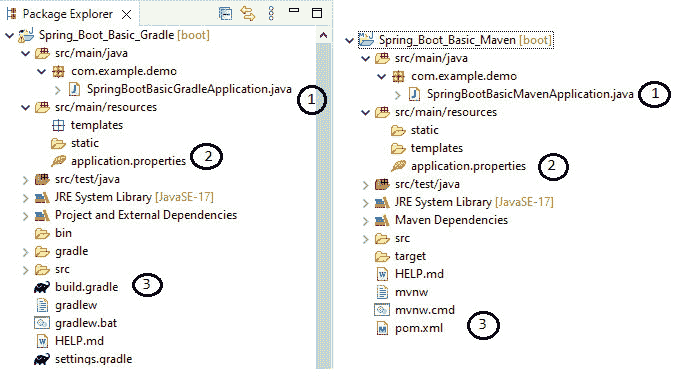 Package Explorer
Spring_Boot_Basic_Gradle [boot]
src/main/java
com.example.demo
SpringBootBasicGradleApplication.java
1
src/main/resources
templates
static
application.properties
2
src/test/java
JRE System Library [JavaSE-17]
Project and External Dependencies
bin
gradle
src
build.gradle
3
gradlew
gradlew.bat
HELP.md
settings.gradle
Spring_Boot_Basic_Maven [boot]
src/main/java
com.example.demo
SpringBootBasicMavenApplication.java
1
src/main/resources
static
templates
application.properties
2
src/test/java
JRE System Library [JavaSE-17]
Maven Dependencies
src
target
HELP.md
mvnw
mvnw.cmd
pom.xml
3